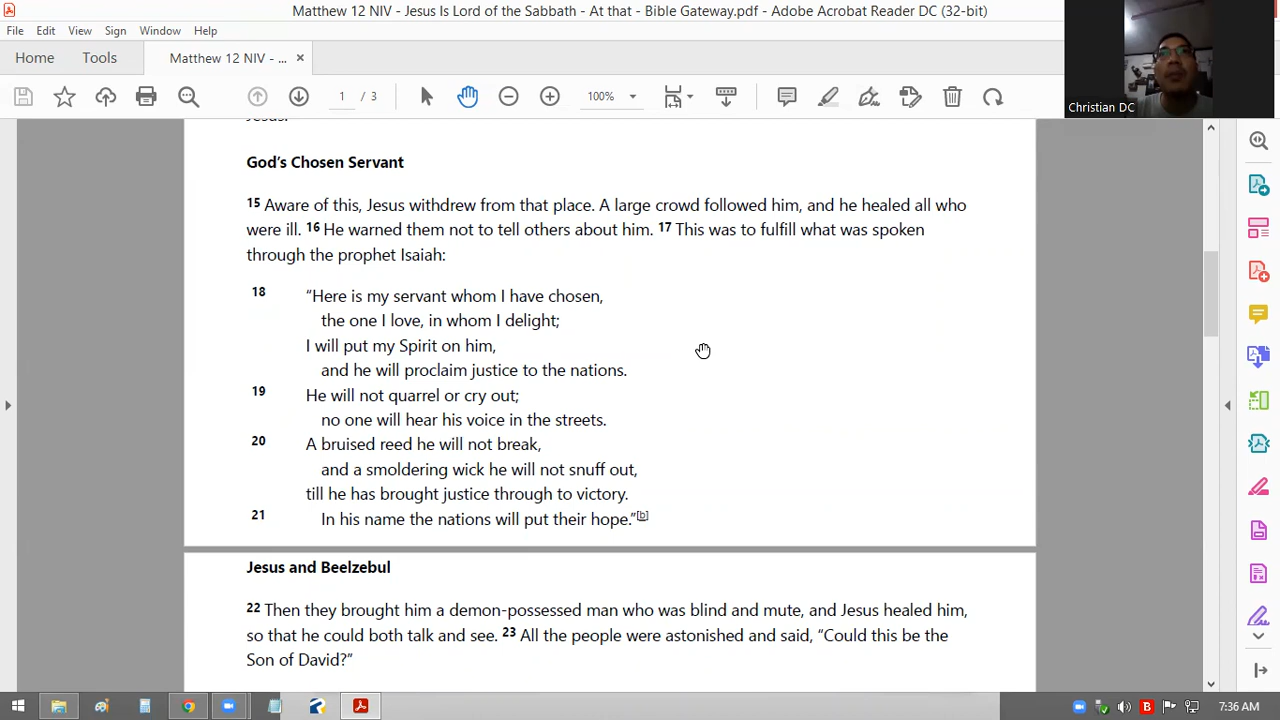 Matthew 12 NIV - Jesus Is Lord of the Sabbath - At that - Bible Gateway.pdf - Adobe Acrobat Reader DC (32-bit)
File Edit View Sign Window Help
Home Tools Matthew 12 NIV - ... ×
1 / 3 100%
Christian DC
Jesus.
God's Chosen Servant
15 Aware of this, Jesus withdrew from that place. A large crowd followed him, and he healed all who
were ill. 16 He warned them not to tell others about him. 17 This was to fulfill what was spoken
through the prophet Isaiah:
18 “Here is my servant whom I have chosen,
the one I love, in whom I delight;
I will put my Spirit on him,
and he will proclaim justice to the nations.
19 He will not quarrel or cry out;
no one will hear his voice in the streets.
20 A bruised reed he will not break,
and a smoldering wick he will not snuff out,
till he has brought justice through to victory.
21 In his name the nations will put their hope.”[b]
Jesus and Beelzebul
22 Then they brought him a demon-possessed man who was blind and mute, and Jesus healed him,
so that he could both talk and see. 23 All the people were astonished and said, “Could this be the
Son of David?”
7:36 AM